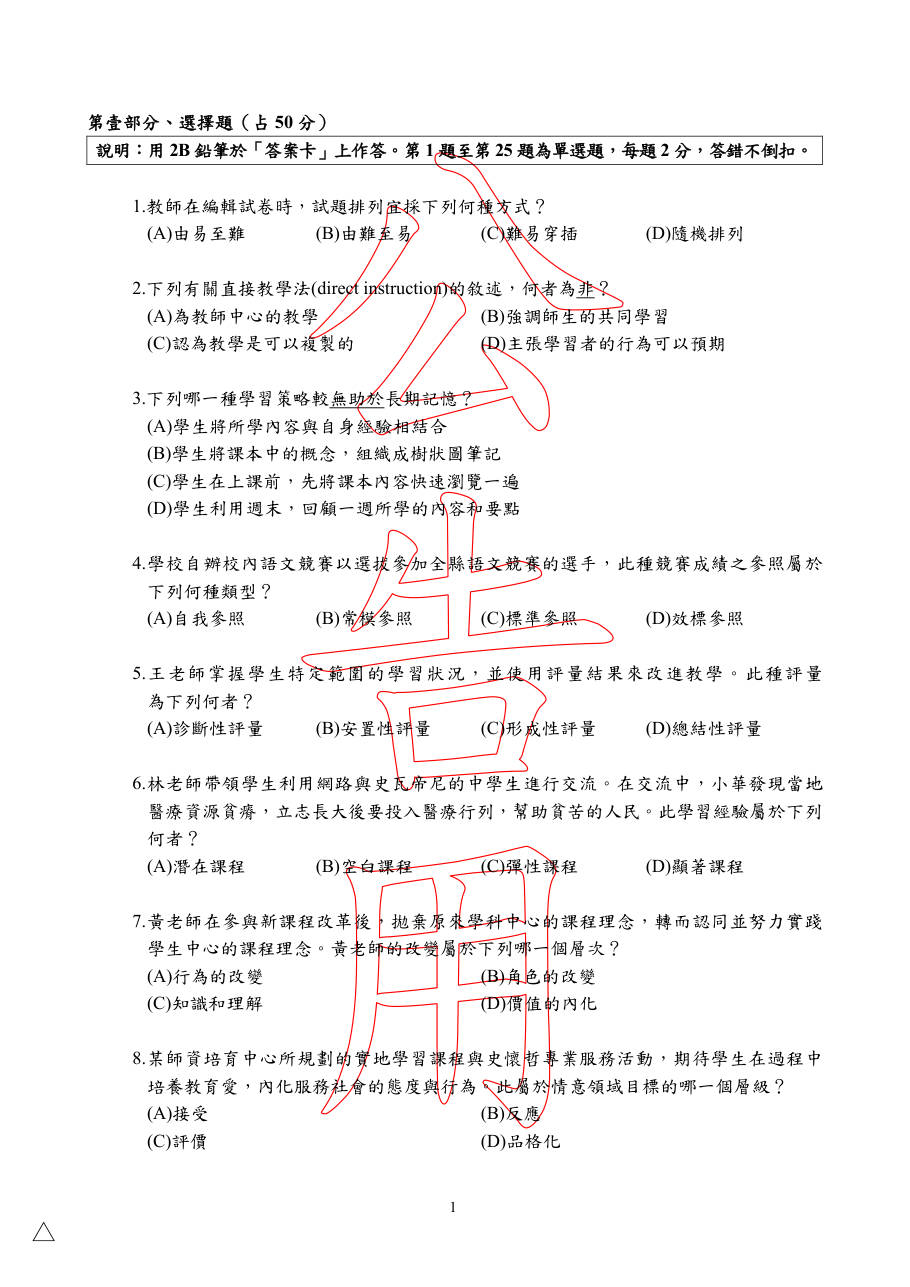 第壹部分、選擇題（占 50 分）
說明：用 2B 鉛筆於「答案卡」上作答。第 1 題至第 25 題為單選題，每題 2 分，答錯不倒扣。
1.教師在編輯試卷時，試題排列宜採下列何種方式？
(A)由易至難 (B)由難至易 (C)難易穿插 (D)隨機排列
2.下列有關直接教學法(direct instruction)的敘述，何者為非？
(A)為教師中心的教學 (B)強調師生的共同學習
(C)認為教學是可以複製的 (D)主張學習者的行為可以預期
3.下列哪一種學習策略較無助於長期記憶？
(A)學生將所學內容與自身經驗相結合
(B)學生將課本中的概念，組織成樹狀圖筆記
(C)學生在上課前，先將課本內容快速瀏覽一遍
(D)學生利用週末，回顧一週所學的內容和要點
4.學校自辦校內語文競賽以選拔參加全縣語文競賽的選手，此種競賽成績之參照屬於
下列何種類型？
(A)自我參照 (B)常模參照 (C)標準參照 (D)效標參照
5.王老師掌握學生特定範圍的學習狀況，並使用評量結果來改進教學。此種評量
為下列何者？
(A)診斷性評量 (B)安置性評量 (C)形成性評量 (D)總結性評量
6.林老師帶領學生利用網路與史瓦帝尼的中學生進行交流。在交流中，小華發現當地
醫療資源貧瘠，立志長大後要投入醫療行列，幫助貧苦的人民。此學習經驗屬於下列
何者？
(A)潛在課程 (B)空白課程 (C)彈性課程 (D)顯著課程
7.黃老師在參與新課程改革後，拋棄原來學科中心的課程理念，轉而認同並努力實踐
學生中心的課程理念。黃老師的改變屬於下列哪一個層次？
(A)行為的改變 (B)角色的改變
(C)知識和理解 (D)價值的內化
8.某師資培育中心所規劃的實地學習課程與史懷哲專業服務活動，期待學生在過程中
培養教育愛，內化服務社會的態度與行為。此屬於情意領域目標的哪一個層級？
(A)接受 (B)反應
(C)評價 (D)品格化
公告用
1